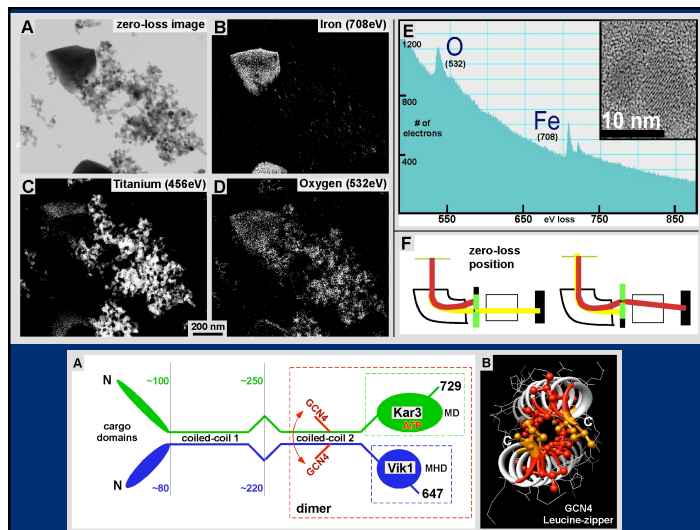 A
zero-loss image
B
Iron (708eV)
C
Titanium (456eV)
D
Oxygen (532eV)
200 nm
E
1200
800
400
# of
electrons
O
(532)
Fe
(708)
10 nm
550
650
eV loss
750
850
F
zero-loss
position
A
N
~100
~250
GCN4
729
Kar3
MD
ATP
cargo
domains
coiled-coil 1
coiled-coil 2
GCN4
Vik1
MHD
N
~80
~220
dimer
647
B
C
C
GCN4
Leucine-zipper